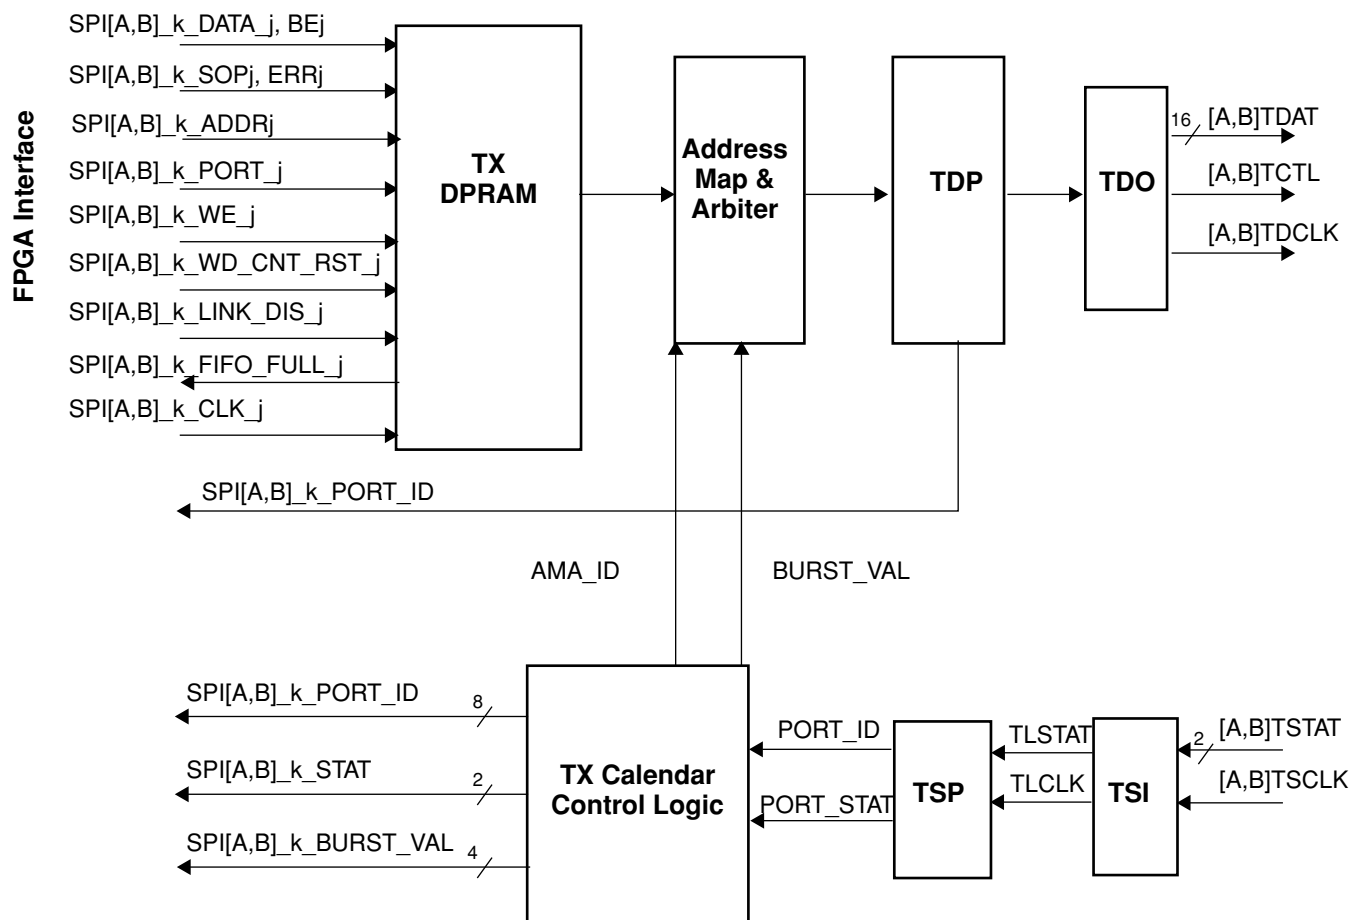 SPI[A,B]_k_DATA_j, BEj
SPI[A,B]_k_SOPj, ERRj
SPI[A,B]_k_ADDRj
SPI[A,B]_k_PORT_j
SPI[A,B]_k_WE_j
SPI[A,B]_k_WD_CNT_RST_j
SPI[A,B]_k_LINK_DIS_j
SPI[A,B]_k_FIFO_FULL_j
SPI[A,B]_k_CLK_j
FPGA Interface
TX
DPRAM
Address
Map &
Arbiter
TDP
TDO
16
[A,B]TDAT
[A,B]TCTL
[A,B]TDCLK
SPI[A,B]_k_PORT_ID
AMA_ID
BURST_VAL
SPI[A,B]_k_PORT_ID
8
SPI[A,B]_k_STAT
2
SPI[A,B]_k_BURST_VAL
4
TX Calendar
Control Logic
PORT_ID
PORT_STAT
TSP
TLSTAT
TLCLK
TSI
2
[A,B]TSTAT
[A,B]TSCLK